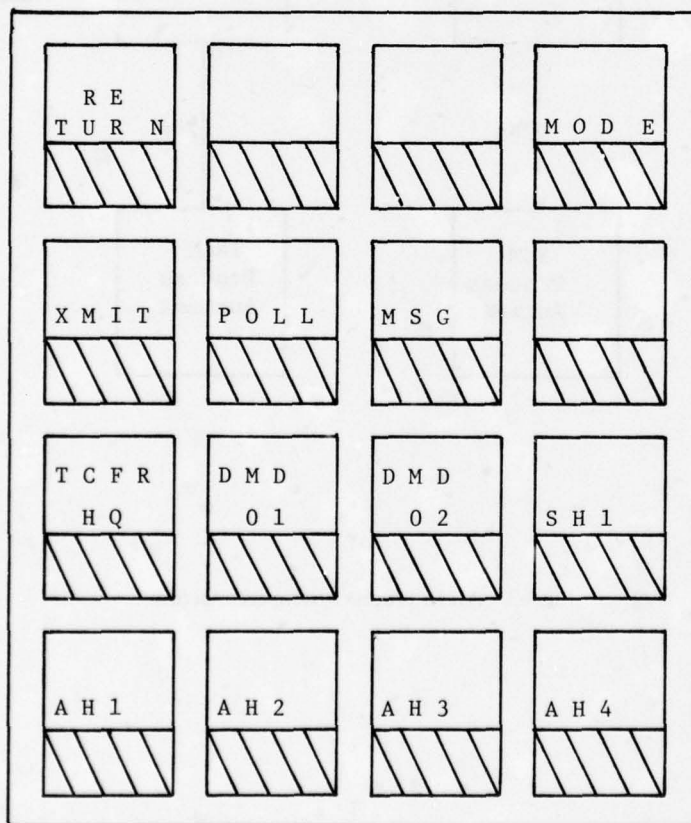 RE
TURN
MODE
XMIT
POLL
MSG
TCFR
HQ
DMD
01
DMD
02
SH1
AH1
AH2
AH3
AH4